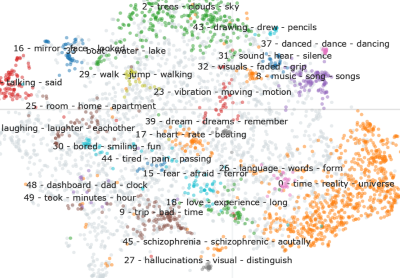 2 - trees - clouds - sky
43 - drawing - drew - pencils
16 - mirror - face - looked
33 - boat - water - lake
37 - danced - dance - dancing
31 - sound - hear - silence
32 - visuals - faded - grip
29 - walk - jump - walking
8 - music - song - songs
talking - said
23 - vibration - moving - motion
25 - room - home - apartment
39 - dream - dreams - remember
laughing - laughter - eachother
17 - heart - rate - beating
30 - bored - smiling - fun
44 - tired - pain - passing
26 - language - words - form
15 - fear - afraid - terror
0 - time - reality - universe
48 - dashboard - dad - clock
49 - took - minutes - hour
18 - love - experience - long
9 - trip - bad - time
45 - schizophrenia - schizophrenic - acutally
27 - hallucinations - visual - distinguish